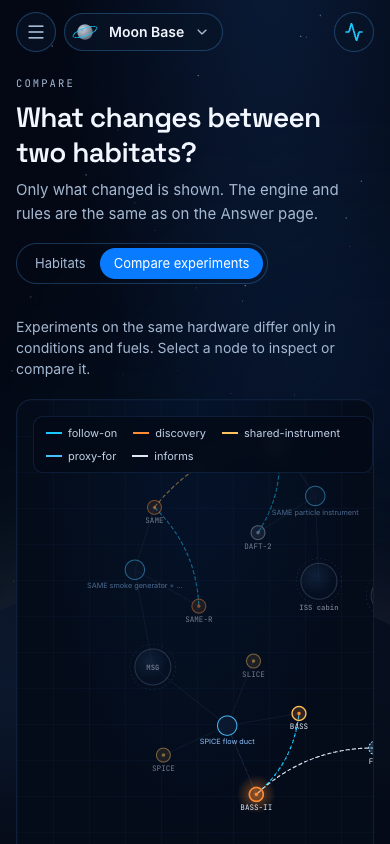 Moon Base
COMPARE
What changes between
two habitats?
Only what changed is shown. The engine and
rules are the same as on the Answer page.
Habitats
Compare experiments
Experiments on the same hardware differ only in
conditions and fuels. Select a node to inspect or
compare it.
follow-on
discovery
shared-instrument
proxy-for
informs
SAME particle instrument
SAME
DAFT-2
SAME smoke generator + ...
SAME-R
ISS cabin
MSG
SLICE
BASS
SPICE flow duct
SPICE
BASS-II